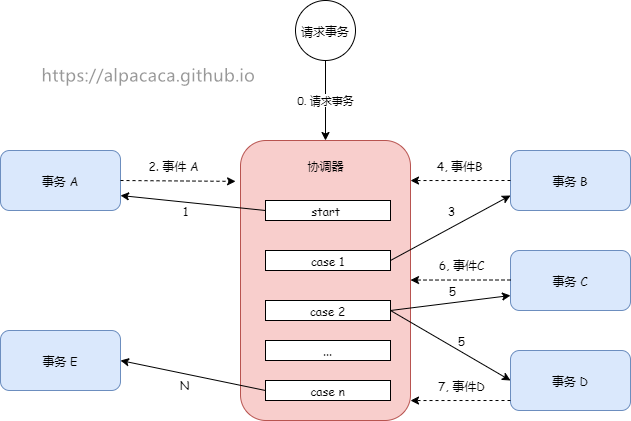 请求事务
https://alpacaca.github.io
0. 请求事务
协调器
事务 A
2. 事件 A
1
start
4, 事件B
事务 B
3
case 1
6, 事件C
事务 C
5
case 2
5
事务 D
7, 事件D
...
事务 E
N
case n